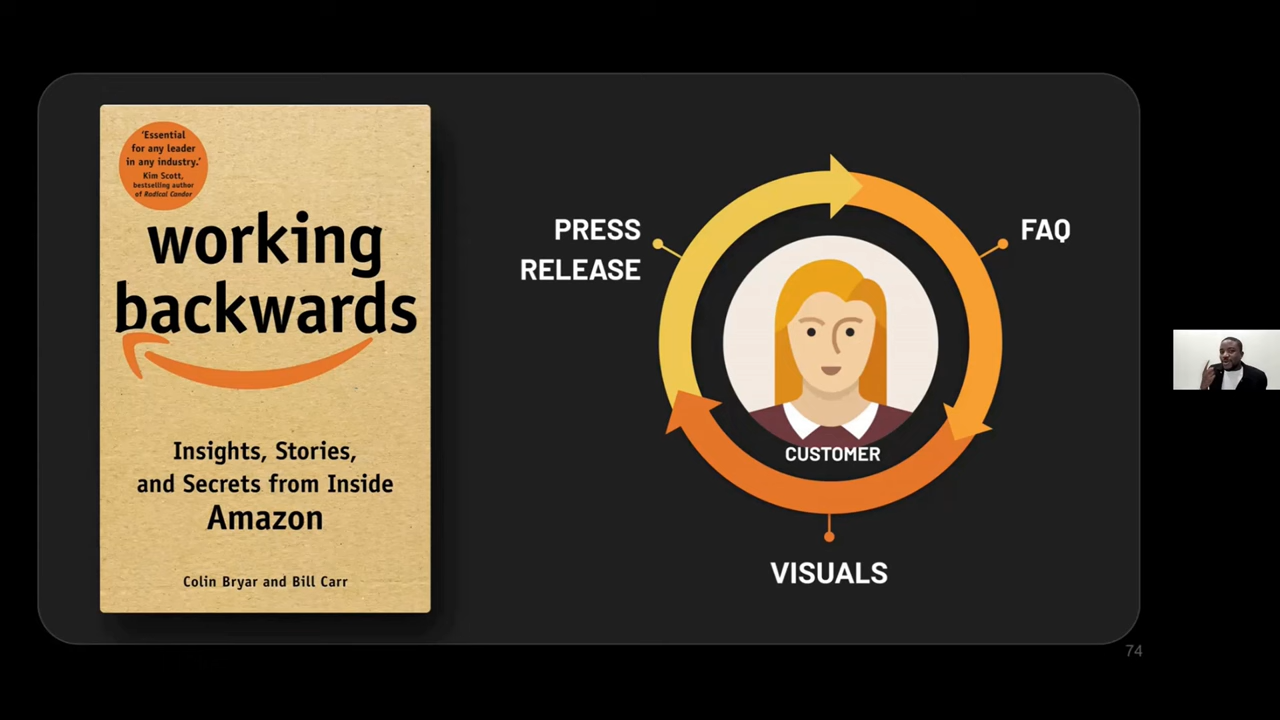 'Essential
for any leader
in any industry.'
Kim Scott,
bestselling author
of Radical Candor
working
backwards
Insights, Stories,
and Secrets from Inside
Amazon
Colin Bryar and Bill Carr
PRESS
RELEASE
FAQ
CUSTOMER
VISUALS
74